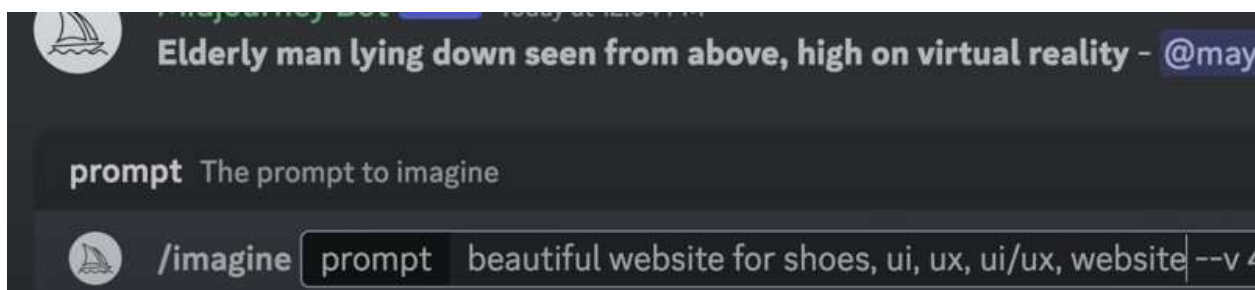 Elderly man lying down seen from above, high on virtual reality - @may
prompt The prompt to imagine
/imagine prompt beautiful website for shoes, ui, ux, ui/ux, website --v 4